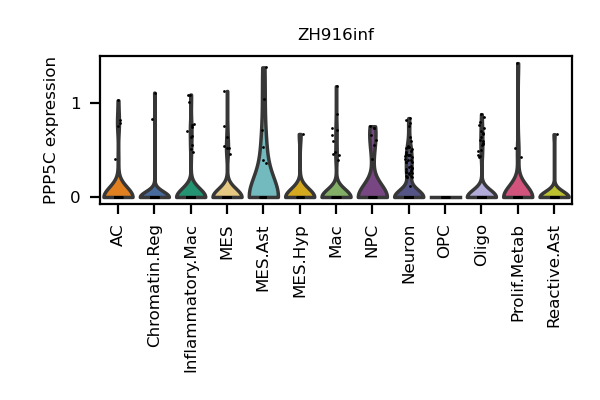 ZH916inf
PPP5C expression
1
0
AC
Chromatin.Reg
Inflammatory.Mac
MES
MES.Ast
MES.Hyp
Mac
NPC
Neuron
OPC
Oligo
Prolif.Metab
Reactive.Ast